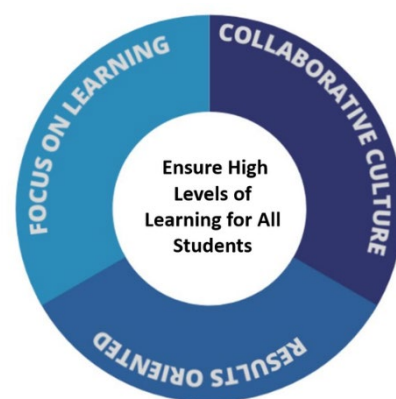 FOCUS ON LEARNING
COLLABORATIVE CULTURE
Ensure High
Levels of
Learning for All
Students
RESULTS ORIENTED